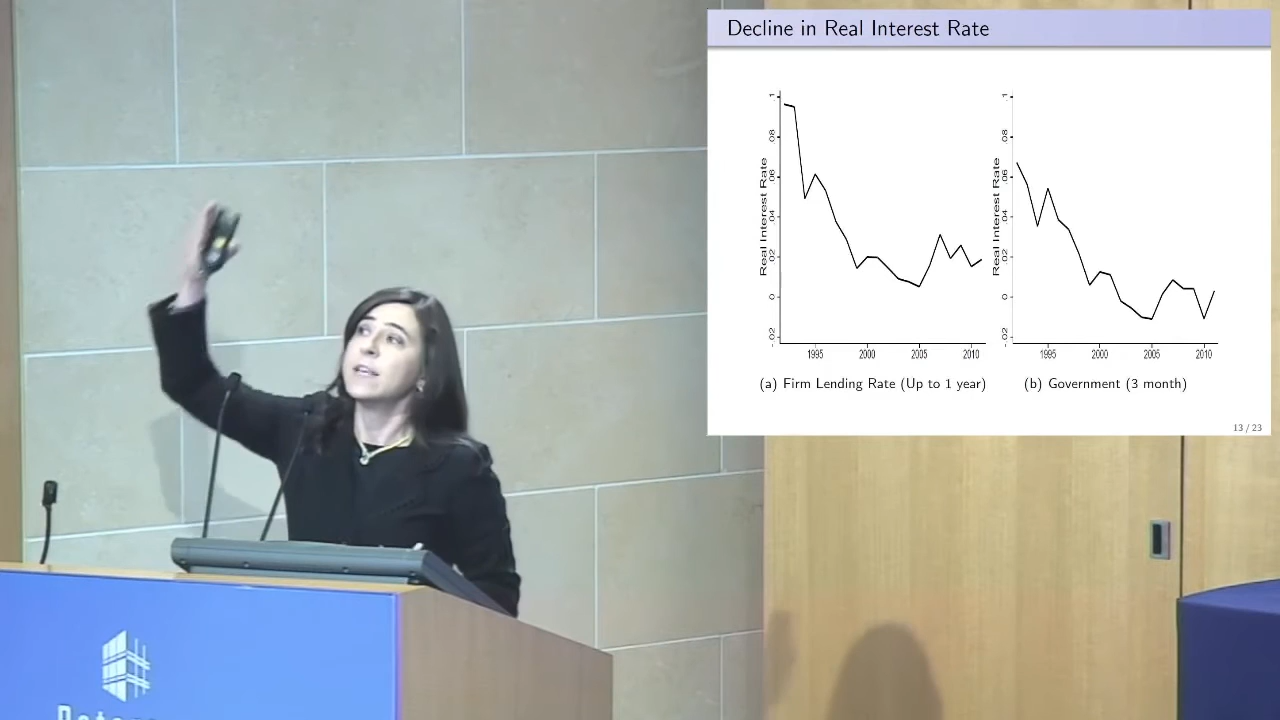 Decline in Real Interest Rate
Real Interest Rate
-.02 0 .02 .04 .06 .08 .1
1995 2000 2005 2010
(a) Firm Lending Rate (Up to 1 year)
Real Interest Rate
-.02 0 .02 .04 .06 .08 .1
1995 2000 2005 2010
(b) Government (3 month)
13 / 23